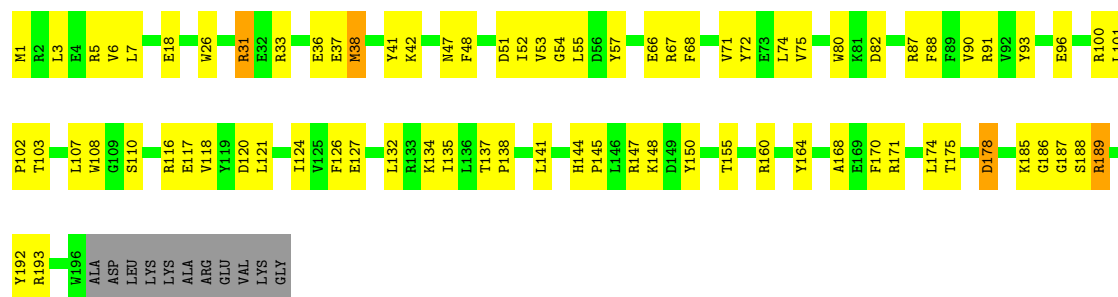 M1 R2 L3 E4 R5 V6 L7 E18 W26 R31 E32 R33 E36 E37 M38 Y41 K42 N47 F48 D51 I52 V53 G54 L55 D56 Y57 E66 R67 F68 V71 Y72 E73 L74 V75 W80 K81 D82 R87 F88 F89 V90 R91 V92 Y93 E96 R100 L101
P102 T103 L107 W108 G109 S110 R116 E117 V118 Y119 D120 L121 I124 V125 F126 E127 L132 R133 K134 I135 L136 T137 P138 L141 H144 P145 L146 R147 K148 D149 Y150 T155 R160 Y164 A168 E169 F170 R171 L174 T175 D178 K185 G186 G187 S188 R189
Y192 R193 W196 ALA ASP LEU LYS LYS ALA ARG GLU VAL LYS GLY